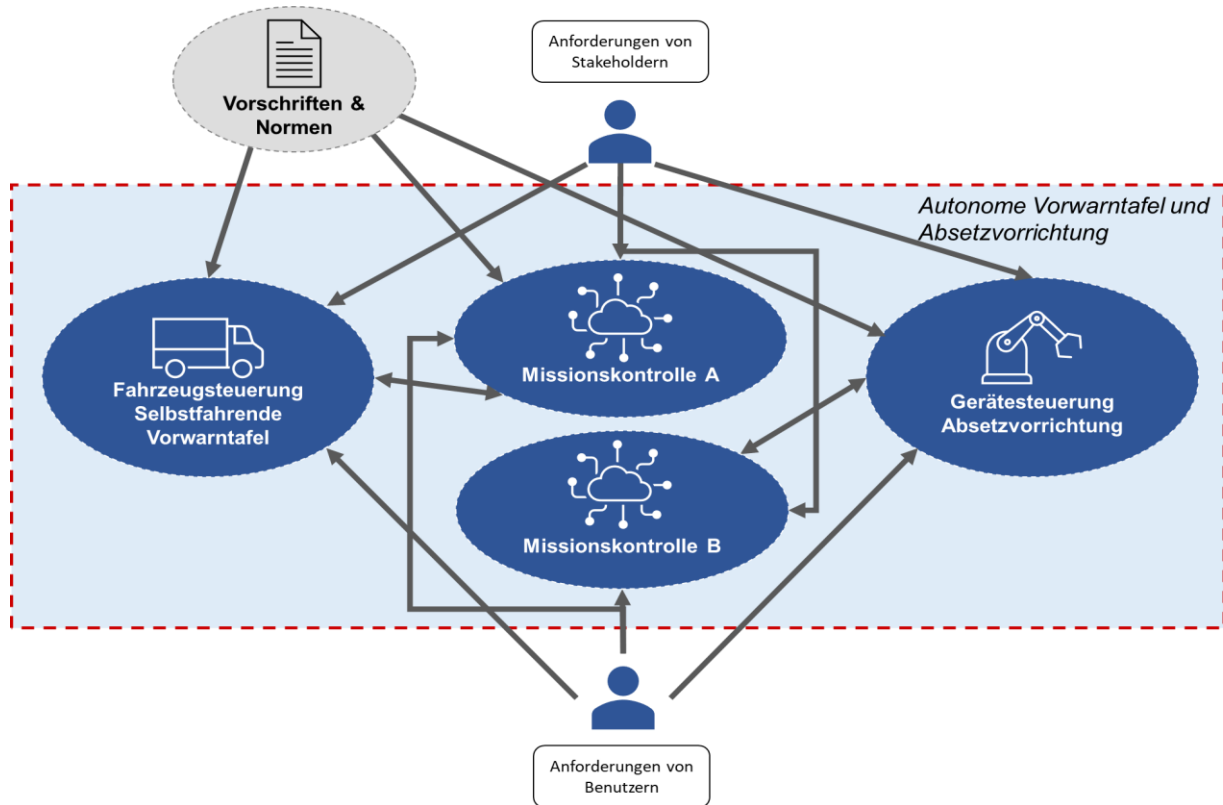 Anforderungen von
Stakeholdern
Vorschriften &
Normen
Autonome Vorwarntafel und
Absetzvorrichtung
Missionskontrolle A
Fahrzeugsteuerung
Selbstfahrende
Vorwarntafel
Gerätesteuerung
Absetzvorrichtung
Missionskontrolle B
Anforderungen von
Benutzern